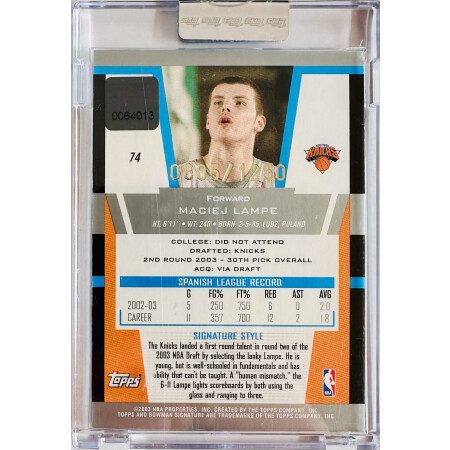 0064013
74
KNICKS
FORWARD
MACIEJ LAMPE
HT: 6'11" • WT: 240 • BORN: 2-5-85, LODZ, POLAND
COLLEGE: DID NOT ATTEND
DRAFTED: KNICKS
2ND ROUND 2003 – 30TH PICK OVERALL
ACQ: VIA DRAFT
SPANISH LEAGUE RECORD
G FG% FT% REB AST AVG
2002-03 5 .250 .750 6 0 2.0
CAREER 11 .357 .700 12 2 1.8
SIGNATURE STYLE
The Knicks landed a first round talent in round two of the
2003 NBA Draft by selecting the lanky Lampe. He is
young, but is well-schooled in fundamentals and has
ability that can't be taught. A "human mismatch," the
6-11 Lampe lights scoreboards by both using the
glass and ranging to three.
Topps
NBA
©2003 NBA PROPERTIES, INC. CREATED BY THE TOPPS COMPANY, INC.
TOPPS AND BOWMAN SIGNATURE ARE TRADEMARKS OF THE TOPPS COMPANY, INC.